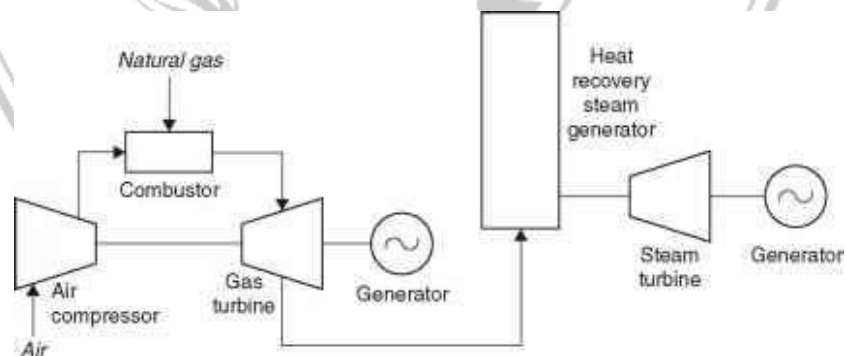 Natural gas
Combustor
Air
compressor
Air
Gas
turbine
Generator
Heat
recovery
steam
generator
Steam
turbine
Generator